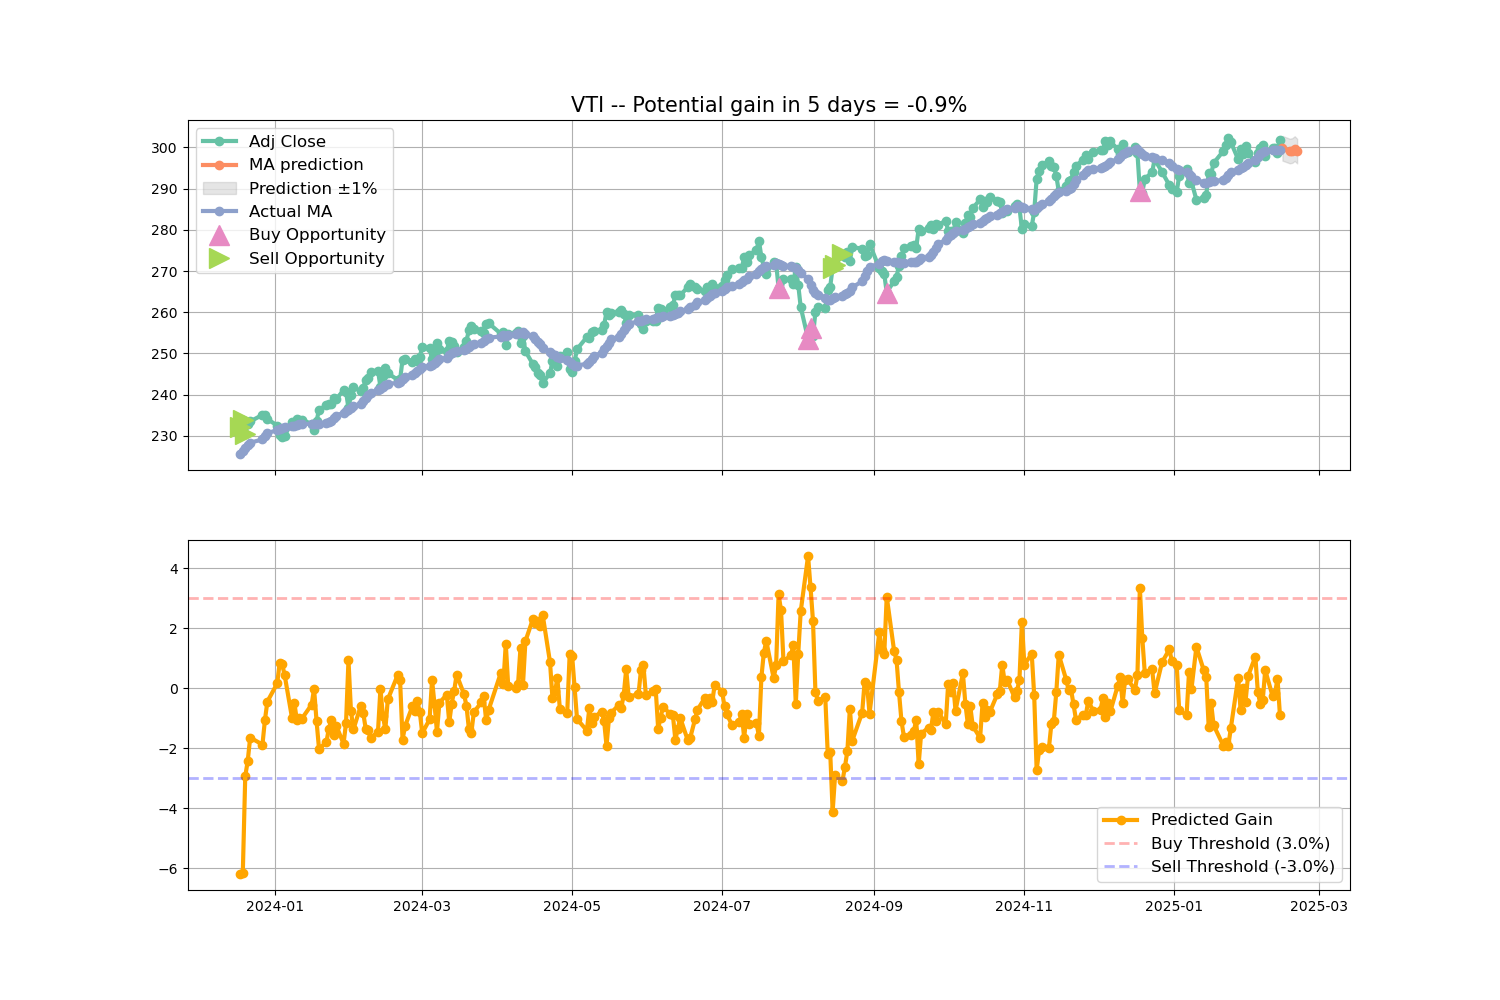 VTI -- Potential gain in 5 days = -0.9%
300
290
280
270
260
250
240
230
Adj Close
MA prediction
Prediction ±1%
Actual MA
Buy Opportunity
Sell Opportunity
4
2
0
−2
−4
−6
Predicted Gain
Buy Threshold (3.0%)
Sell Threshold (-3.0%)
2024-01
2024-03
2024-05
2024-07
2024-09
2024-11
2025-01
2025-03